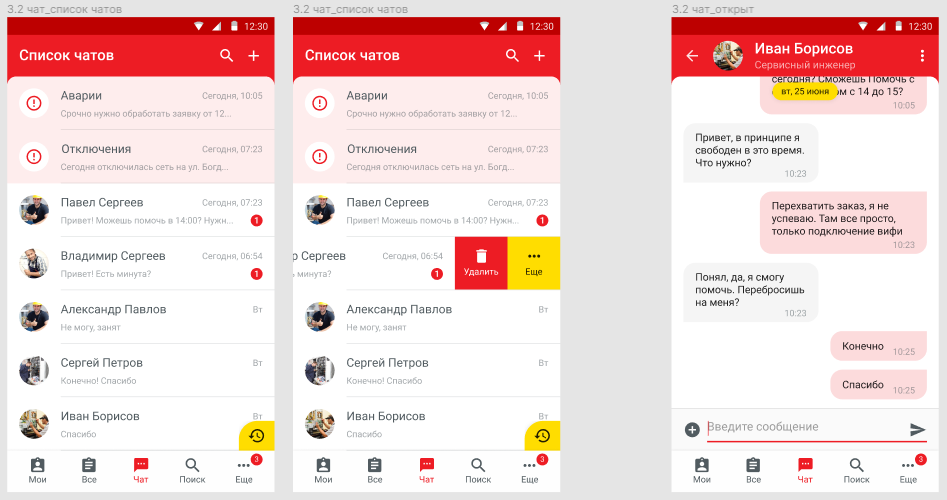 3.2 чат_список чатов
12:30
Список чатов
Аварии
Сегодня, 10:05
Срочно нужно обработать заявку от 12...
Отключения
Сегодня, 07:23
Сегодня отключилась сеть на ул. Богд...
Павел Сергеев
Сегодня, 07:23
Привет! Можешь помочь в 14:00? Нужн...
1
Владимир Сергеев
Сегодня, 06:54
Привет! Есть минута?
1
Александр Павлов
Вт
Не могу, занят
Сергей Петров
Вт
Конечно! Спасибо
Иван Борисов
Вт
Спасибо
Мои
Все
Чат
Поиск
Еще
3
3.2 чат_список чатов
12:30
Список чатов
Аварии
Сегодня, 10:05
Срочно нужно обработать заявку от 12...
Отключения
Сегодня, 07:23
Сегодня отключилась сеть на ул. Богд...
Павел Сергеев
Сегодня, 07:23
Привет! Можешь помочь в 14:00? Нужн...
1
р Сергеев
Сегодня, 06:54
минута?
1
Удалить
Еще
Александр Павлов
Вт
Не могу, занят
Сергей Петров
Вт
Конечно! Спасибо
Иван Борисов
Вт
Спасибо
Мои
Все
Чат
Поиск
Еще
3
3.2 чат_открыт
12:30
Иван Борисов
Сервисный инженер
сегодня? Сможешь Помочь с
м с 14 до 15?
вт, 25 июня
10:05
Привет, в принципе я
свободен в это время.
Что нужно?
10:23
Перехватить заказ, я не
успеваю. Там все просто,
только подключение вифи
10:23
Понял, да, я смогу
помочь. Перебросишь
на меня?
10:23
Конечно
10:25
Спасибо
10:25
Введите сообщение
Мои
Все
Чат
Поиск
Еще
3